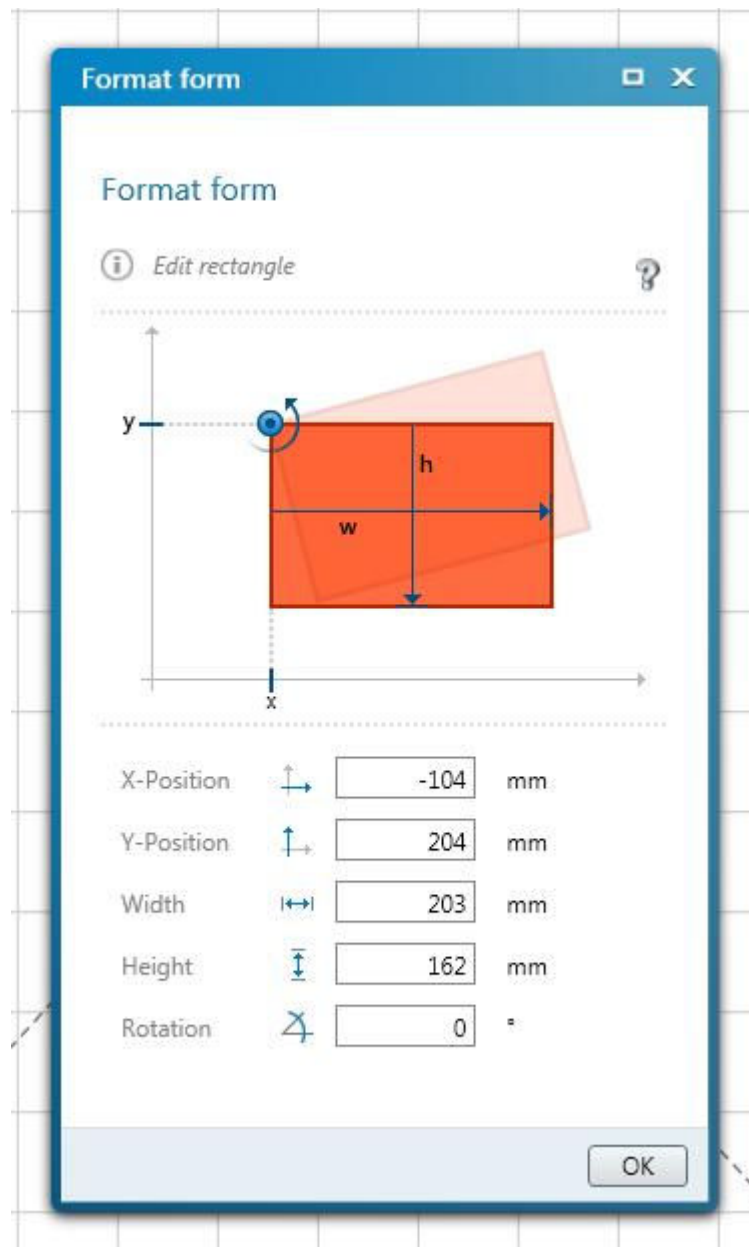 Format form
Format form
Edit rectangle
y
h
w
x
X-Position -104 mm
Y-Position 204 mm
Width 203 mm
Height 162 mm
Rotation 0 °
OK